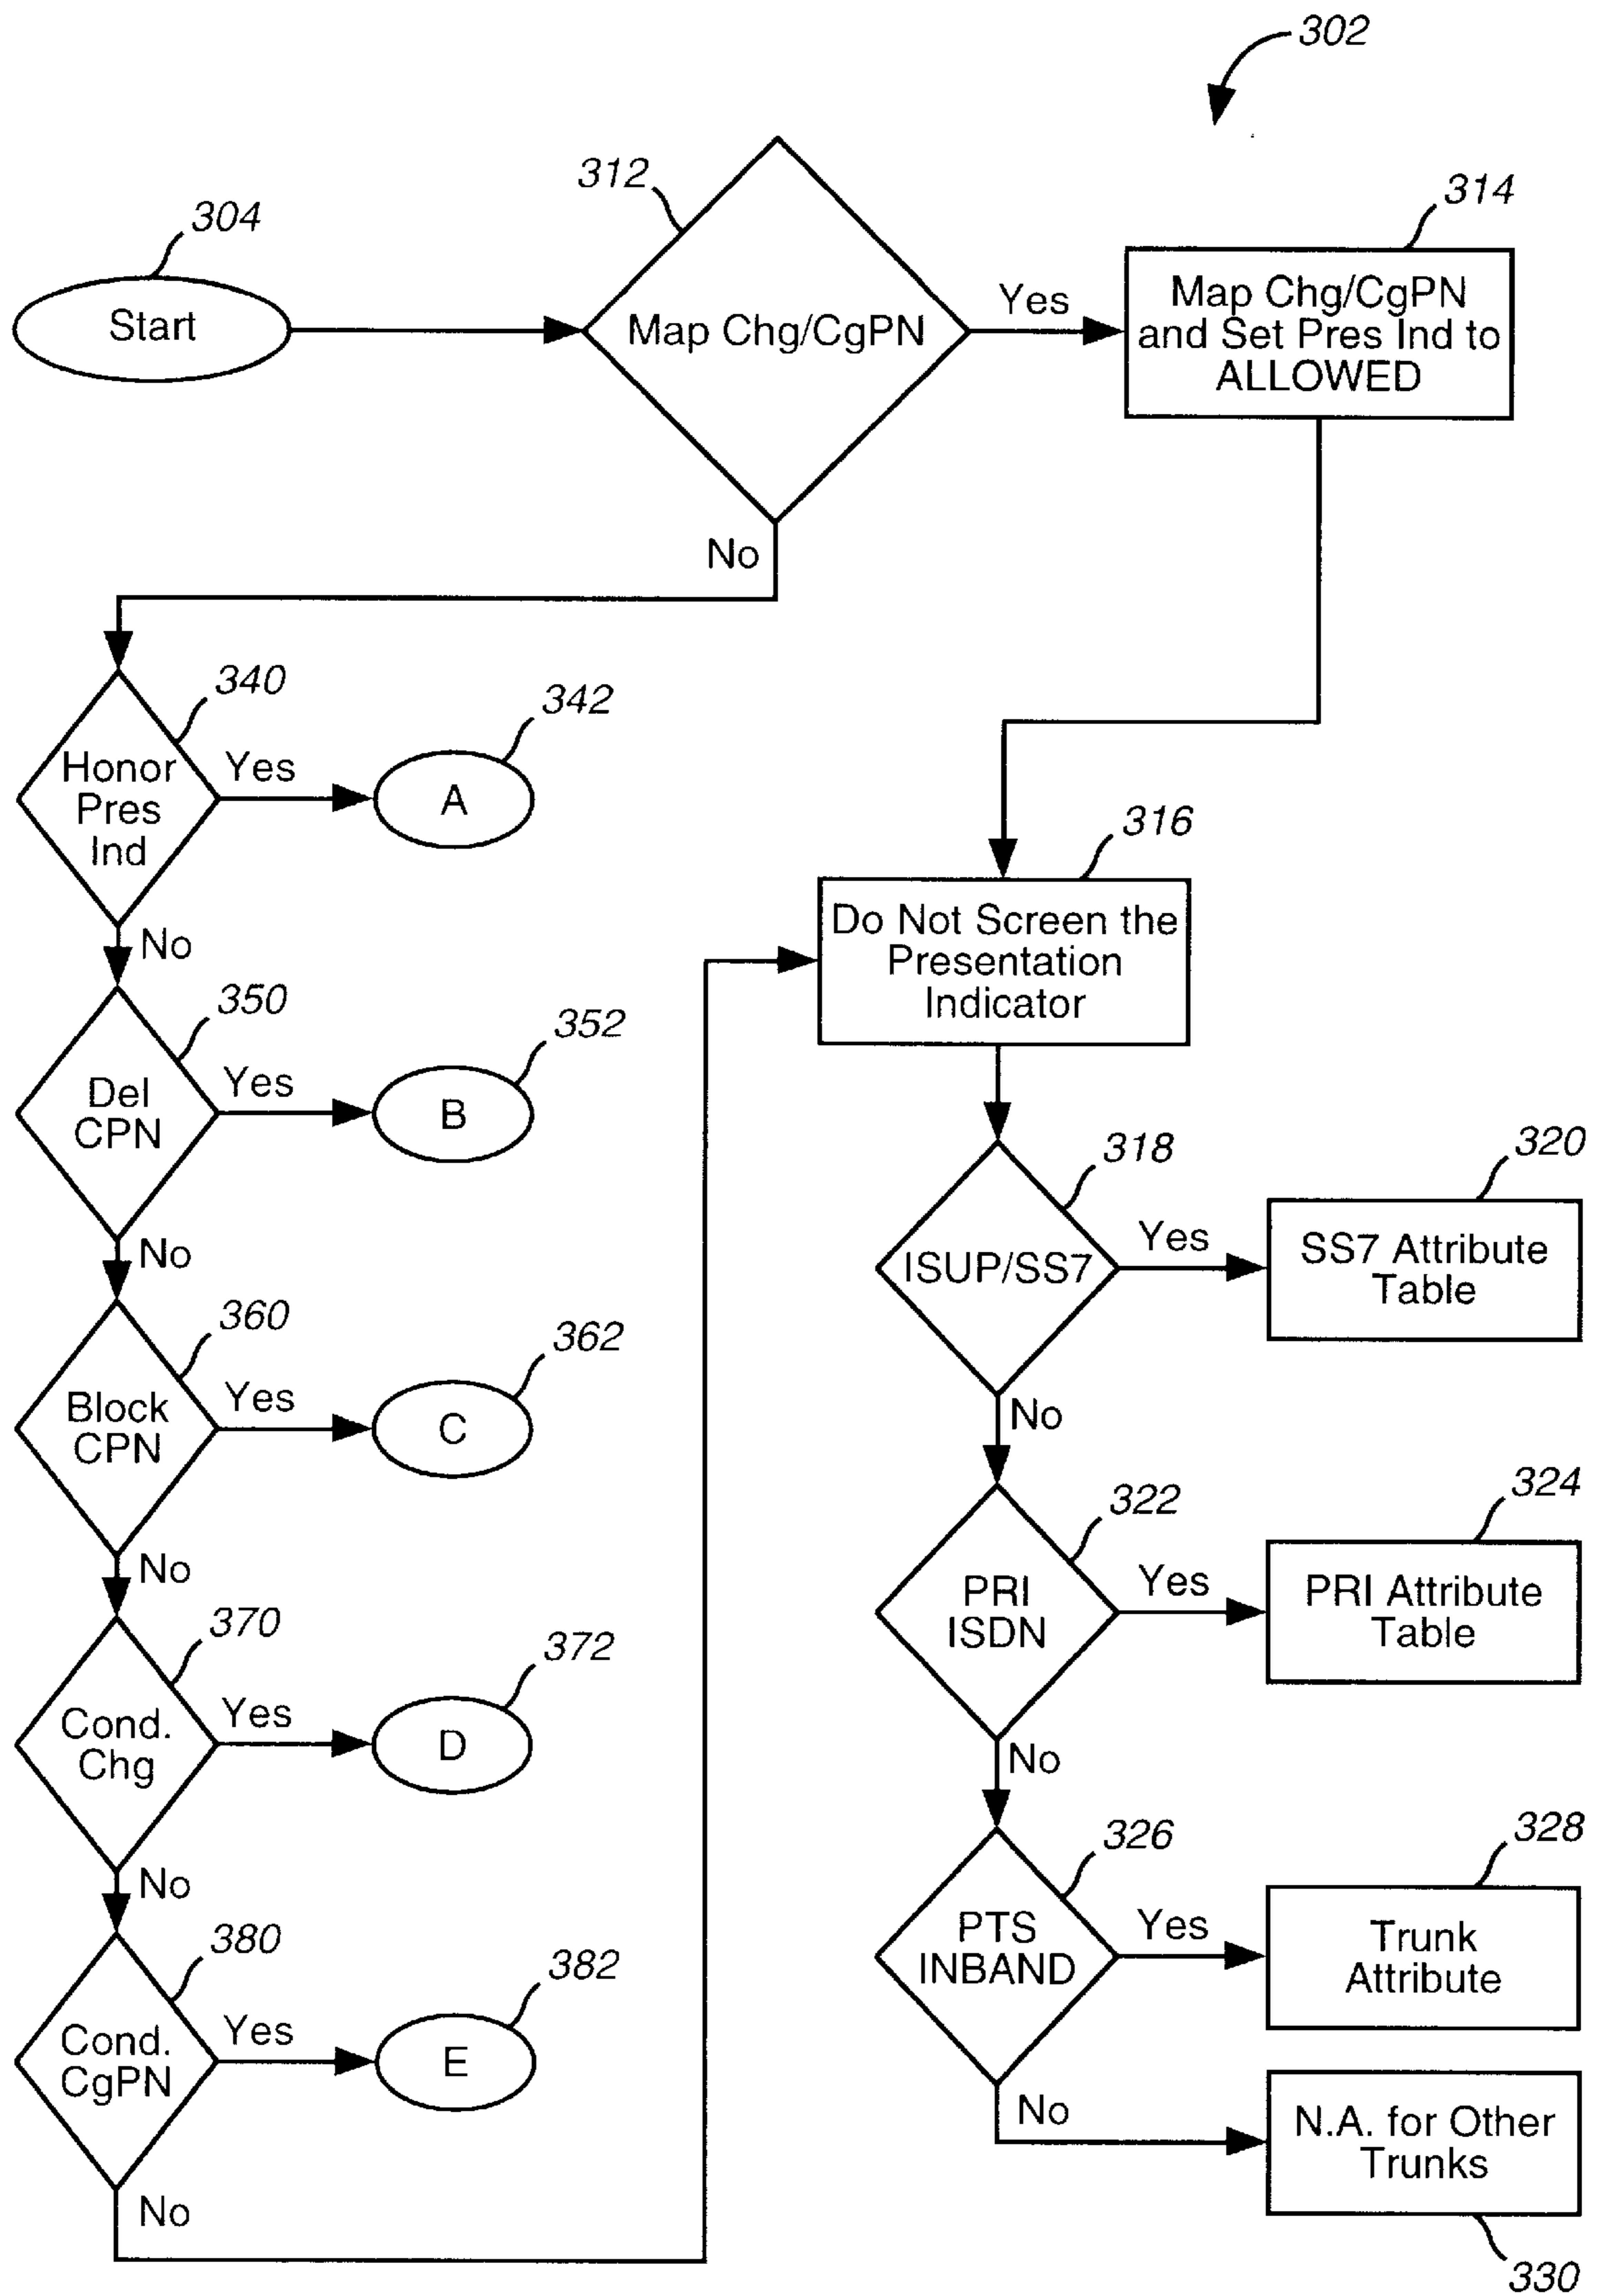 302
312
314
304
Start
Map Chg/CgPN
Yes
Map Chg/CgPN
and Set Pres Ind to
ALLOWED
No
340
342
Honor
Pres
Ind
Yes
A
No
316
Do Not Screen the
Presentation
Indicator
350
352
Del
CPN
Yes
B
No
318
320
ISUP/SS7
Yes
SS7 Attribute
Table
No
360
362
Block
CPN
Yes
C
No
322
324
PRI
ISDN
Yes
PRI Attribute
Table
No
370
372
Cond.
Chg
Yes
D
No
326
328
PTS
INBAND
Yes
Trunk
Attribute
No
380
382
Cond.
CgPN
Yes
E
No
N.A. for Other
Trunks
330